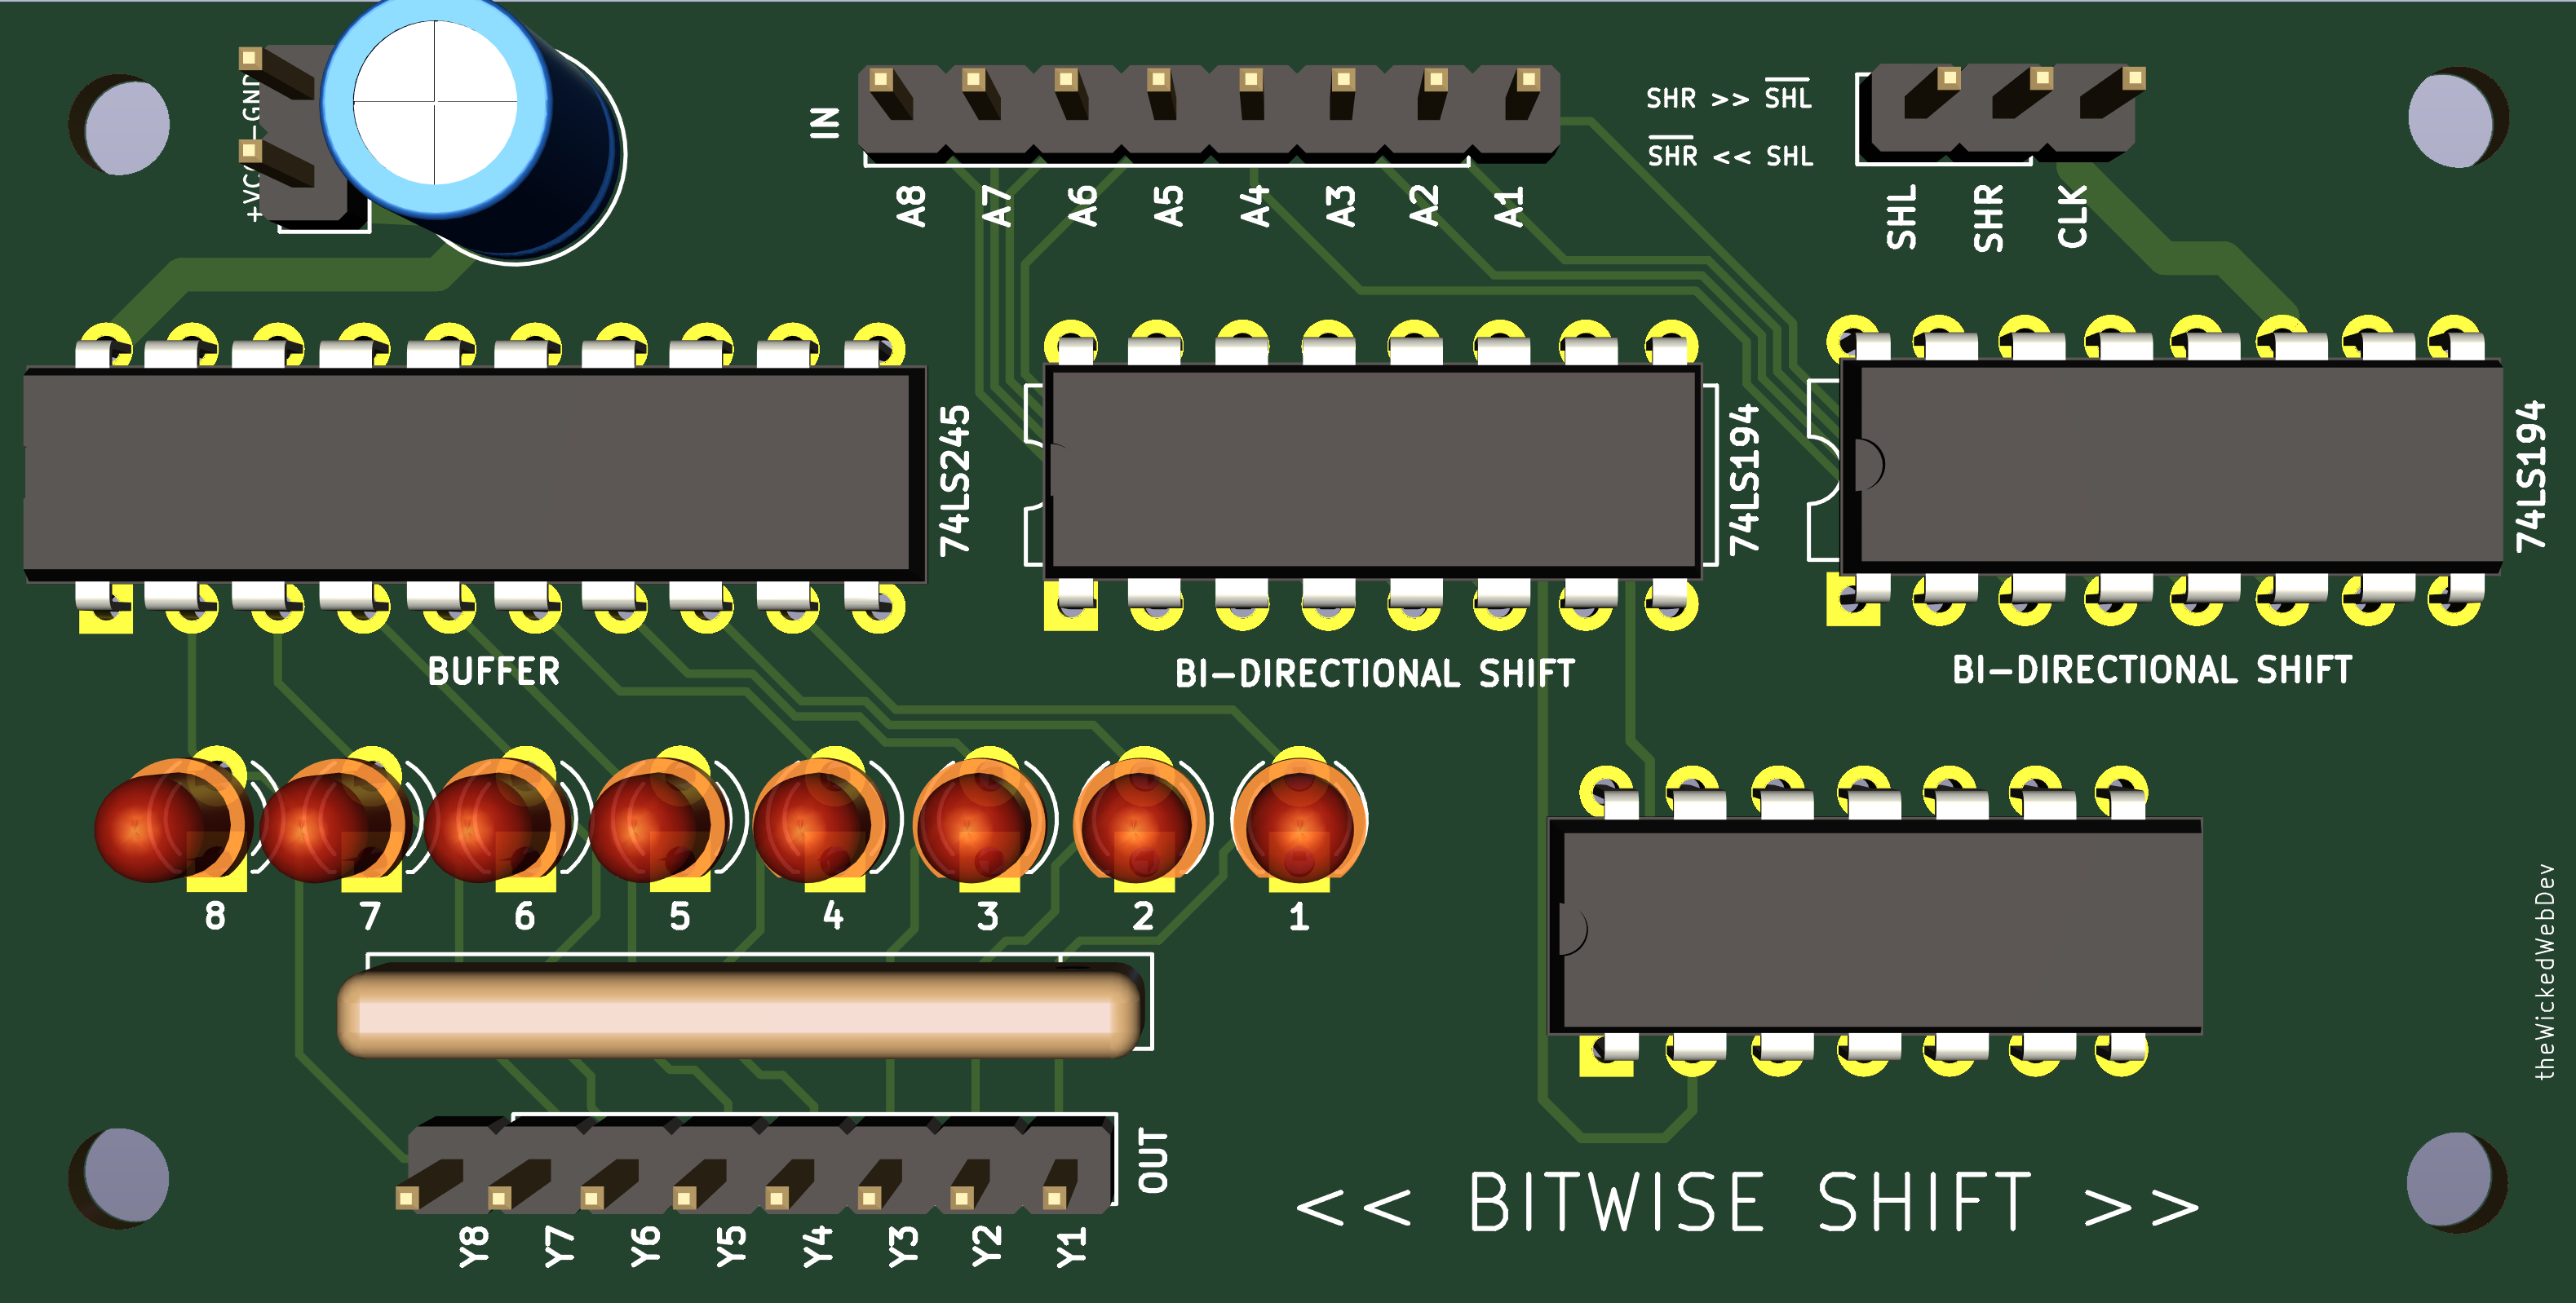 +VCC -GND
IN
A8 A7 A6 A5 A4 A3 A2 A1
SHR >> SHL
SHR << SHL
SHL SHR CLK
74LS245
74LS194
74LS194
BUFFER
BI-DIRECTIONAL SHIFT
BI-DIRECTIONAL SHIFT
8 7 6 5 4 3 2 1
OUT
Y8 Y7 Y6 Y5 Y4 Y3 Y2 Y1
<< BITWISE SHIFT >>
theWickedWebDev